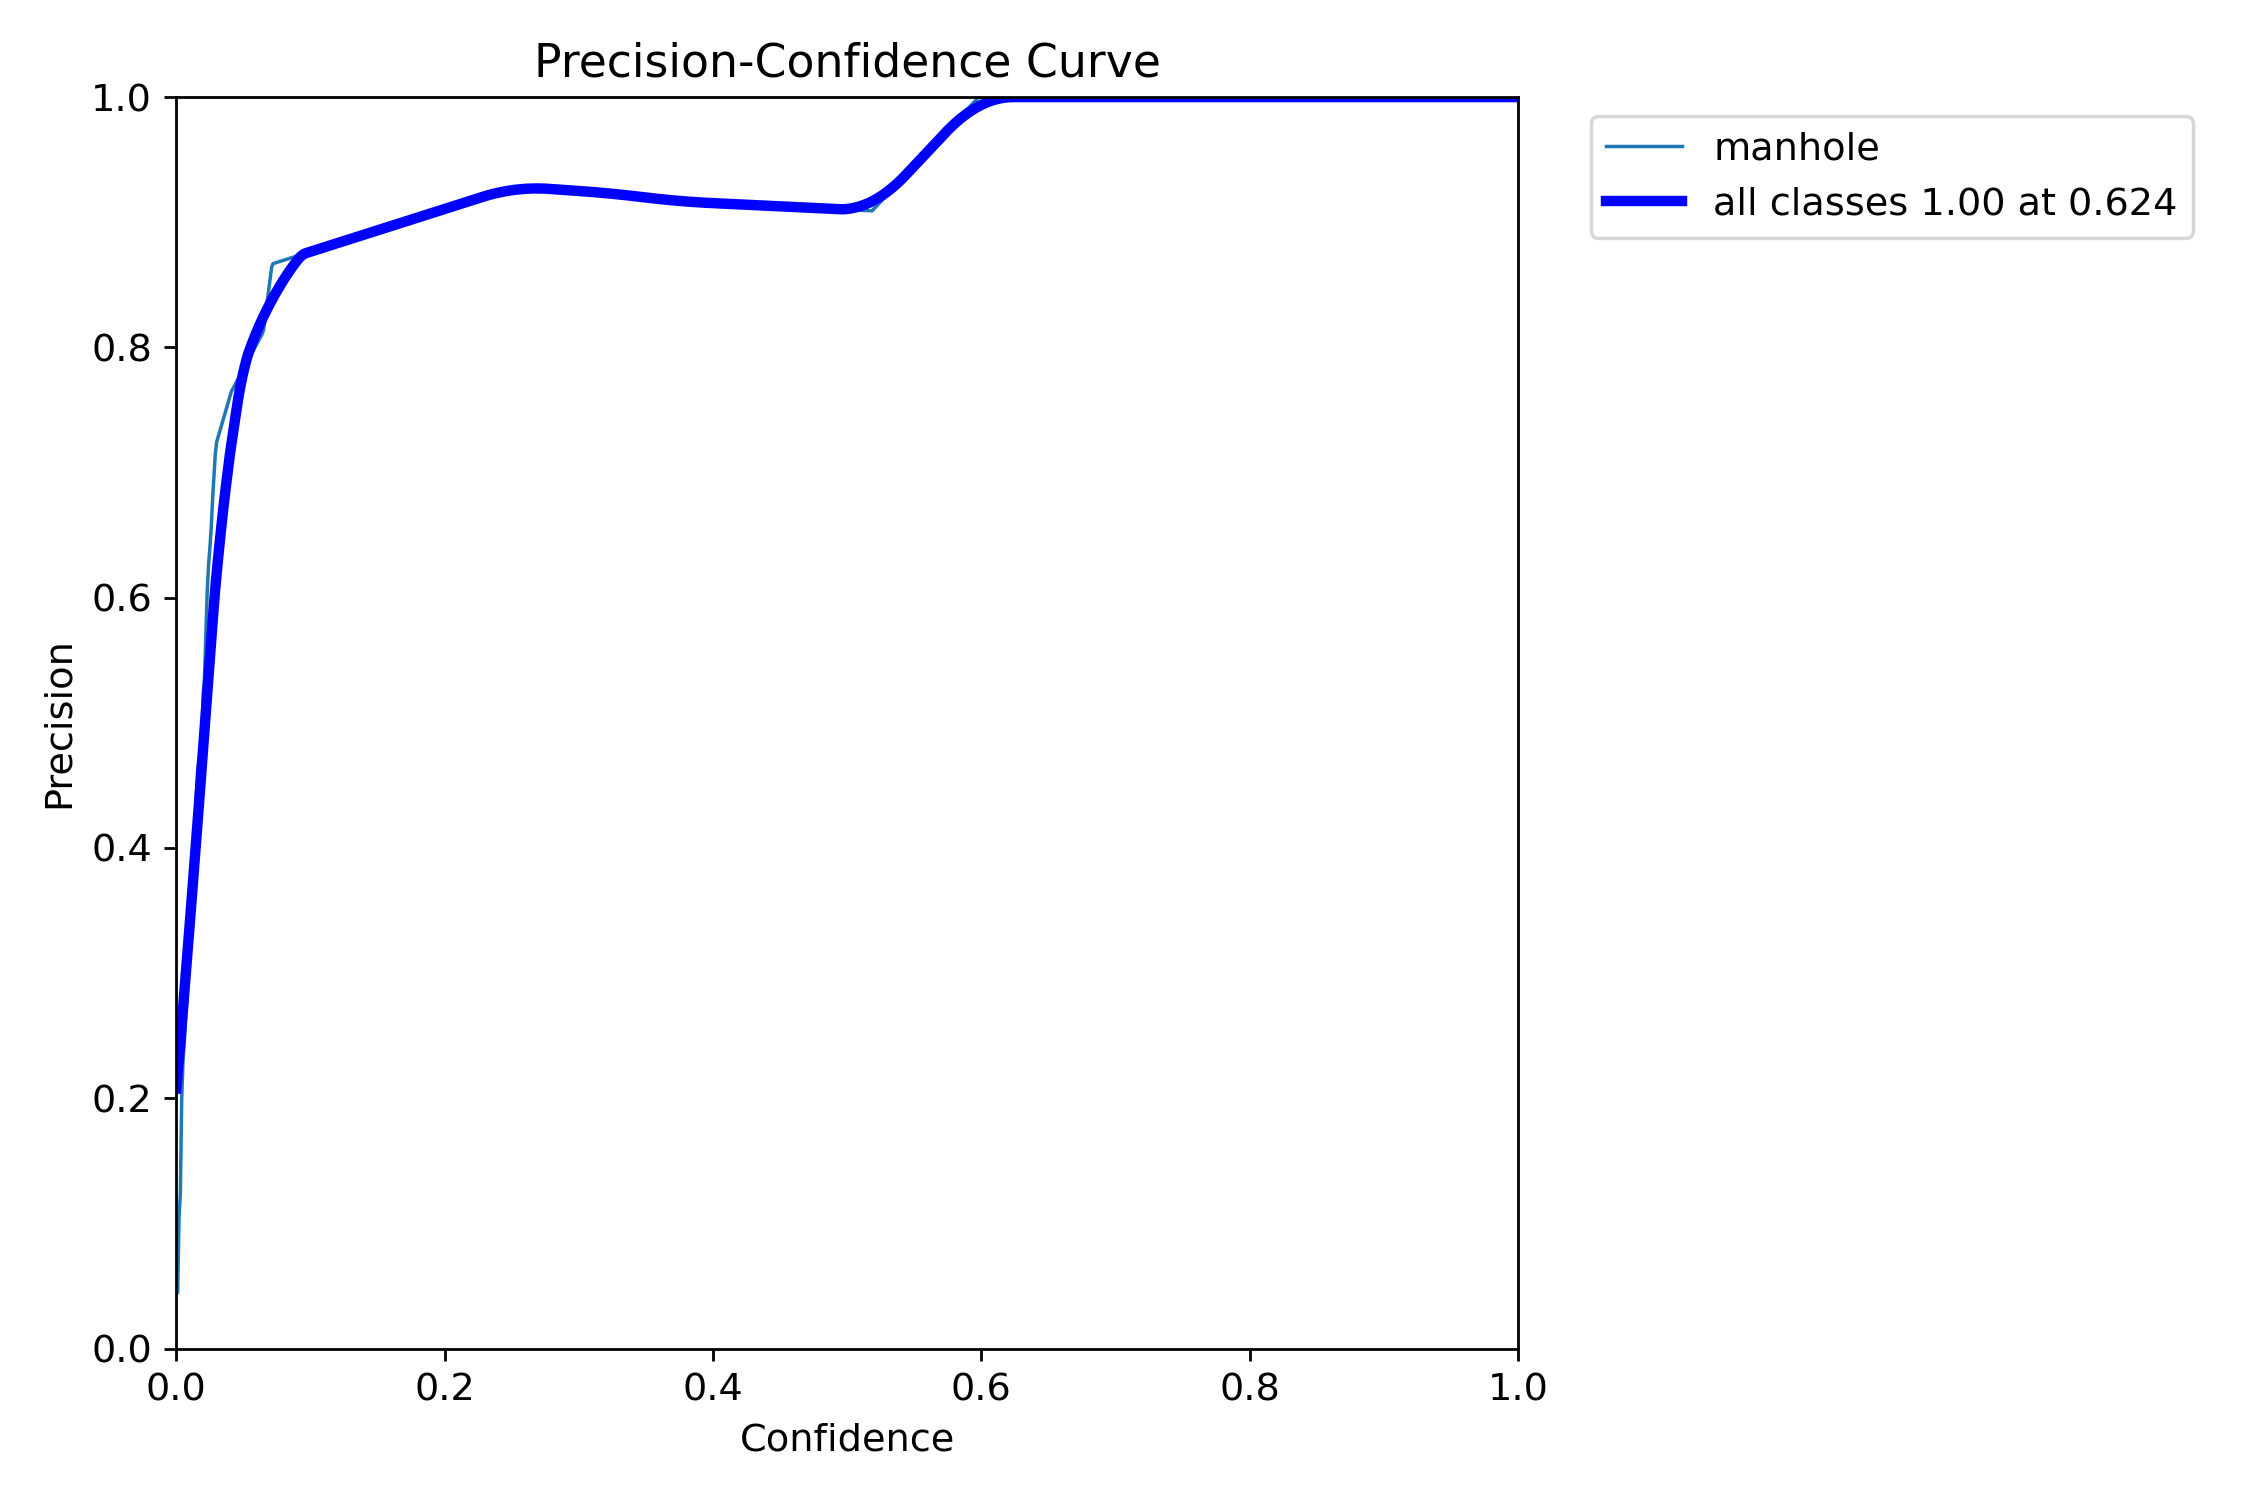 Precision-Confidence Curve
1.0
0.8
0.6
0.4
0.2
0.0
Precision
0.0 0.2 0.4 0.6 0.8 1.0
Confidence
manhole
all classes 1.00 at 0.624